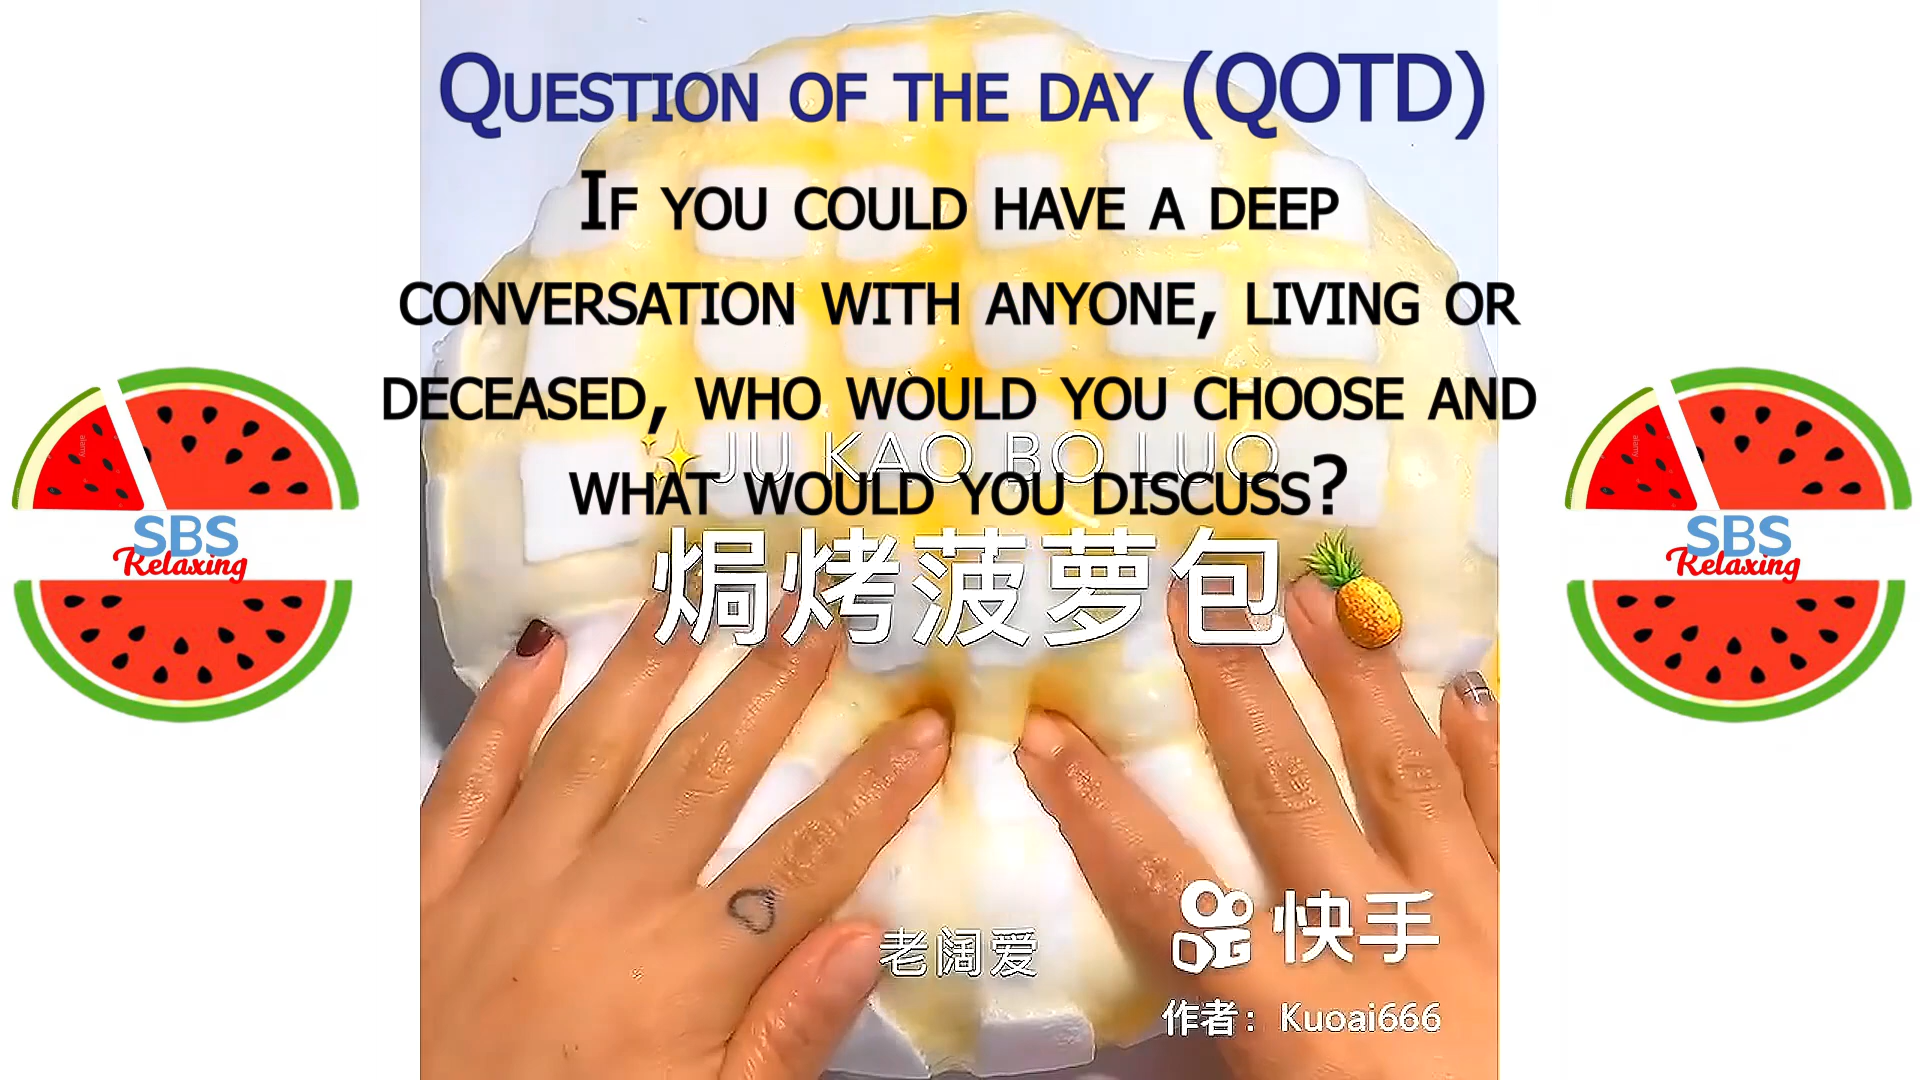 Question of the day (QOTD)
If you could have a deep
conversation with anyone, living or
deceased, who would you choose and
JU KAO BO LUO
what would you discuss?
焗烤菠萝包
SBS
Relaxing
SBS
Relaxing
老阔爱
快手
作者：Kuoai666